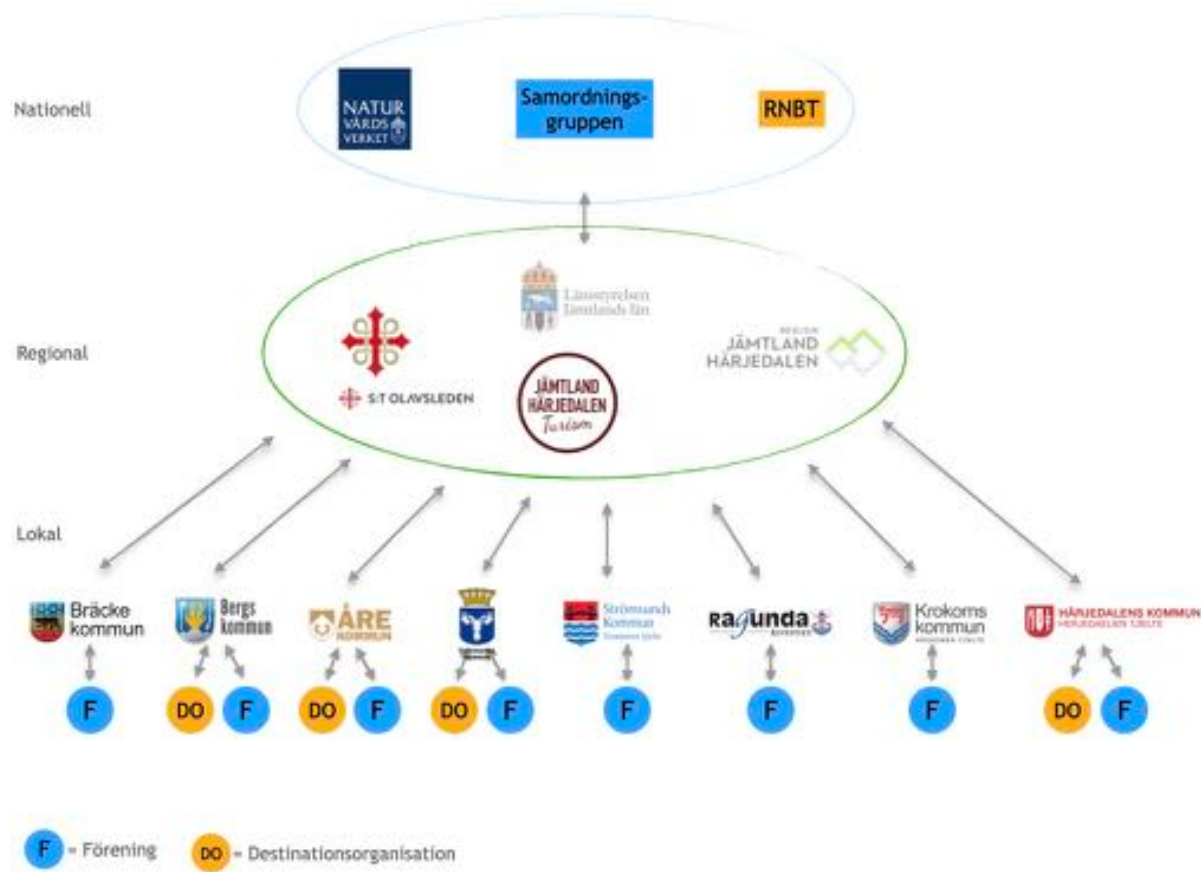 Nationell
NATUR
VÅRDS
VERKET
Samordnings-
gruppen
RNBT
Länsstyrelsen
Jämtlands län
Regional
S:T OLAVSLEDEN
JÄMTLAND
HÄRJEDALEN
Turism
REGION
JÄMTLAND
HÄRJEDALEN
Lokal
Bräcke
kommun
Bergs
kommun
ÅRE
KOMMUN
Strömsunds
Kommun
Ragunda
Krokoms
kommun
HÄRJEDALENS KOMMUN
HERJEDAELIEN TJIELTE
F
DO F
DO F
DO F
F
F
F
DO F
F = Förening
DO = Destinationsorganisation